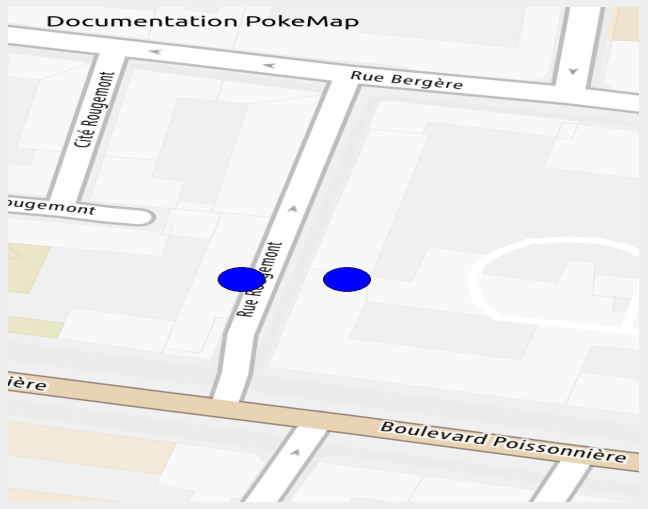 Documentation PokeMap
Rue Bergère
Cité Rougemont
ougemont
Rue Rougemont
ière
Boulevard Poissonnière